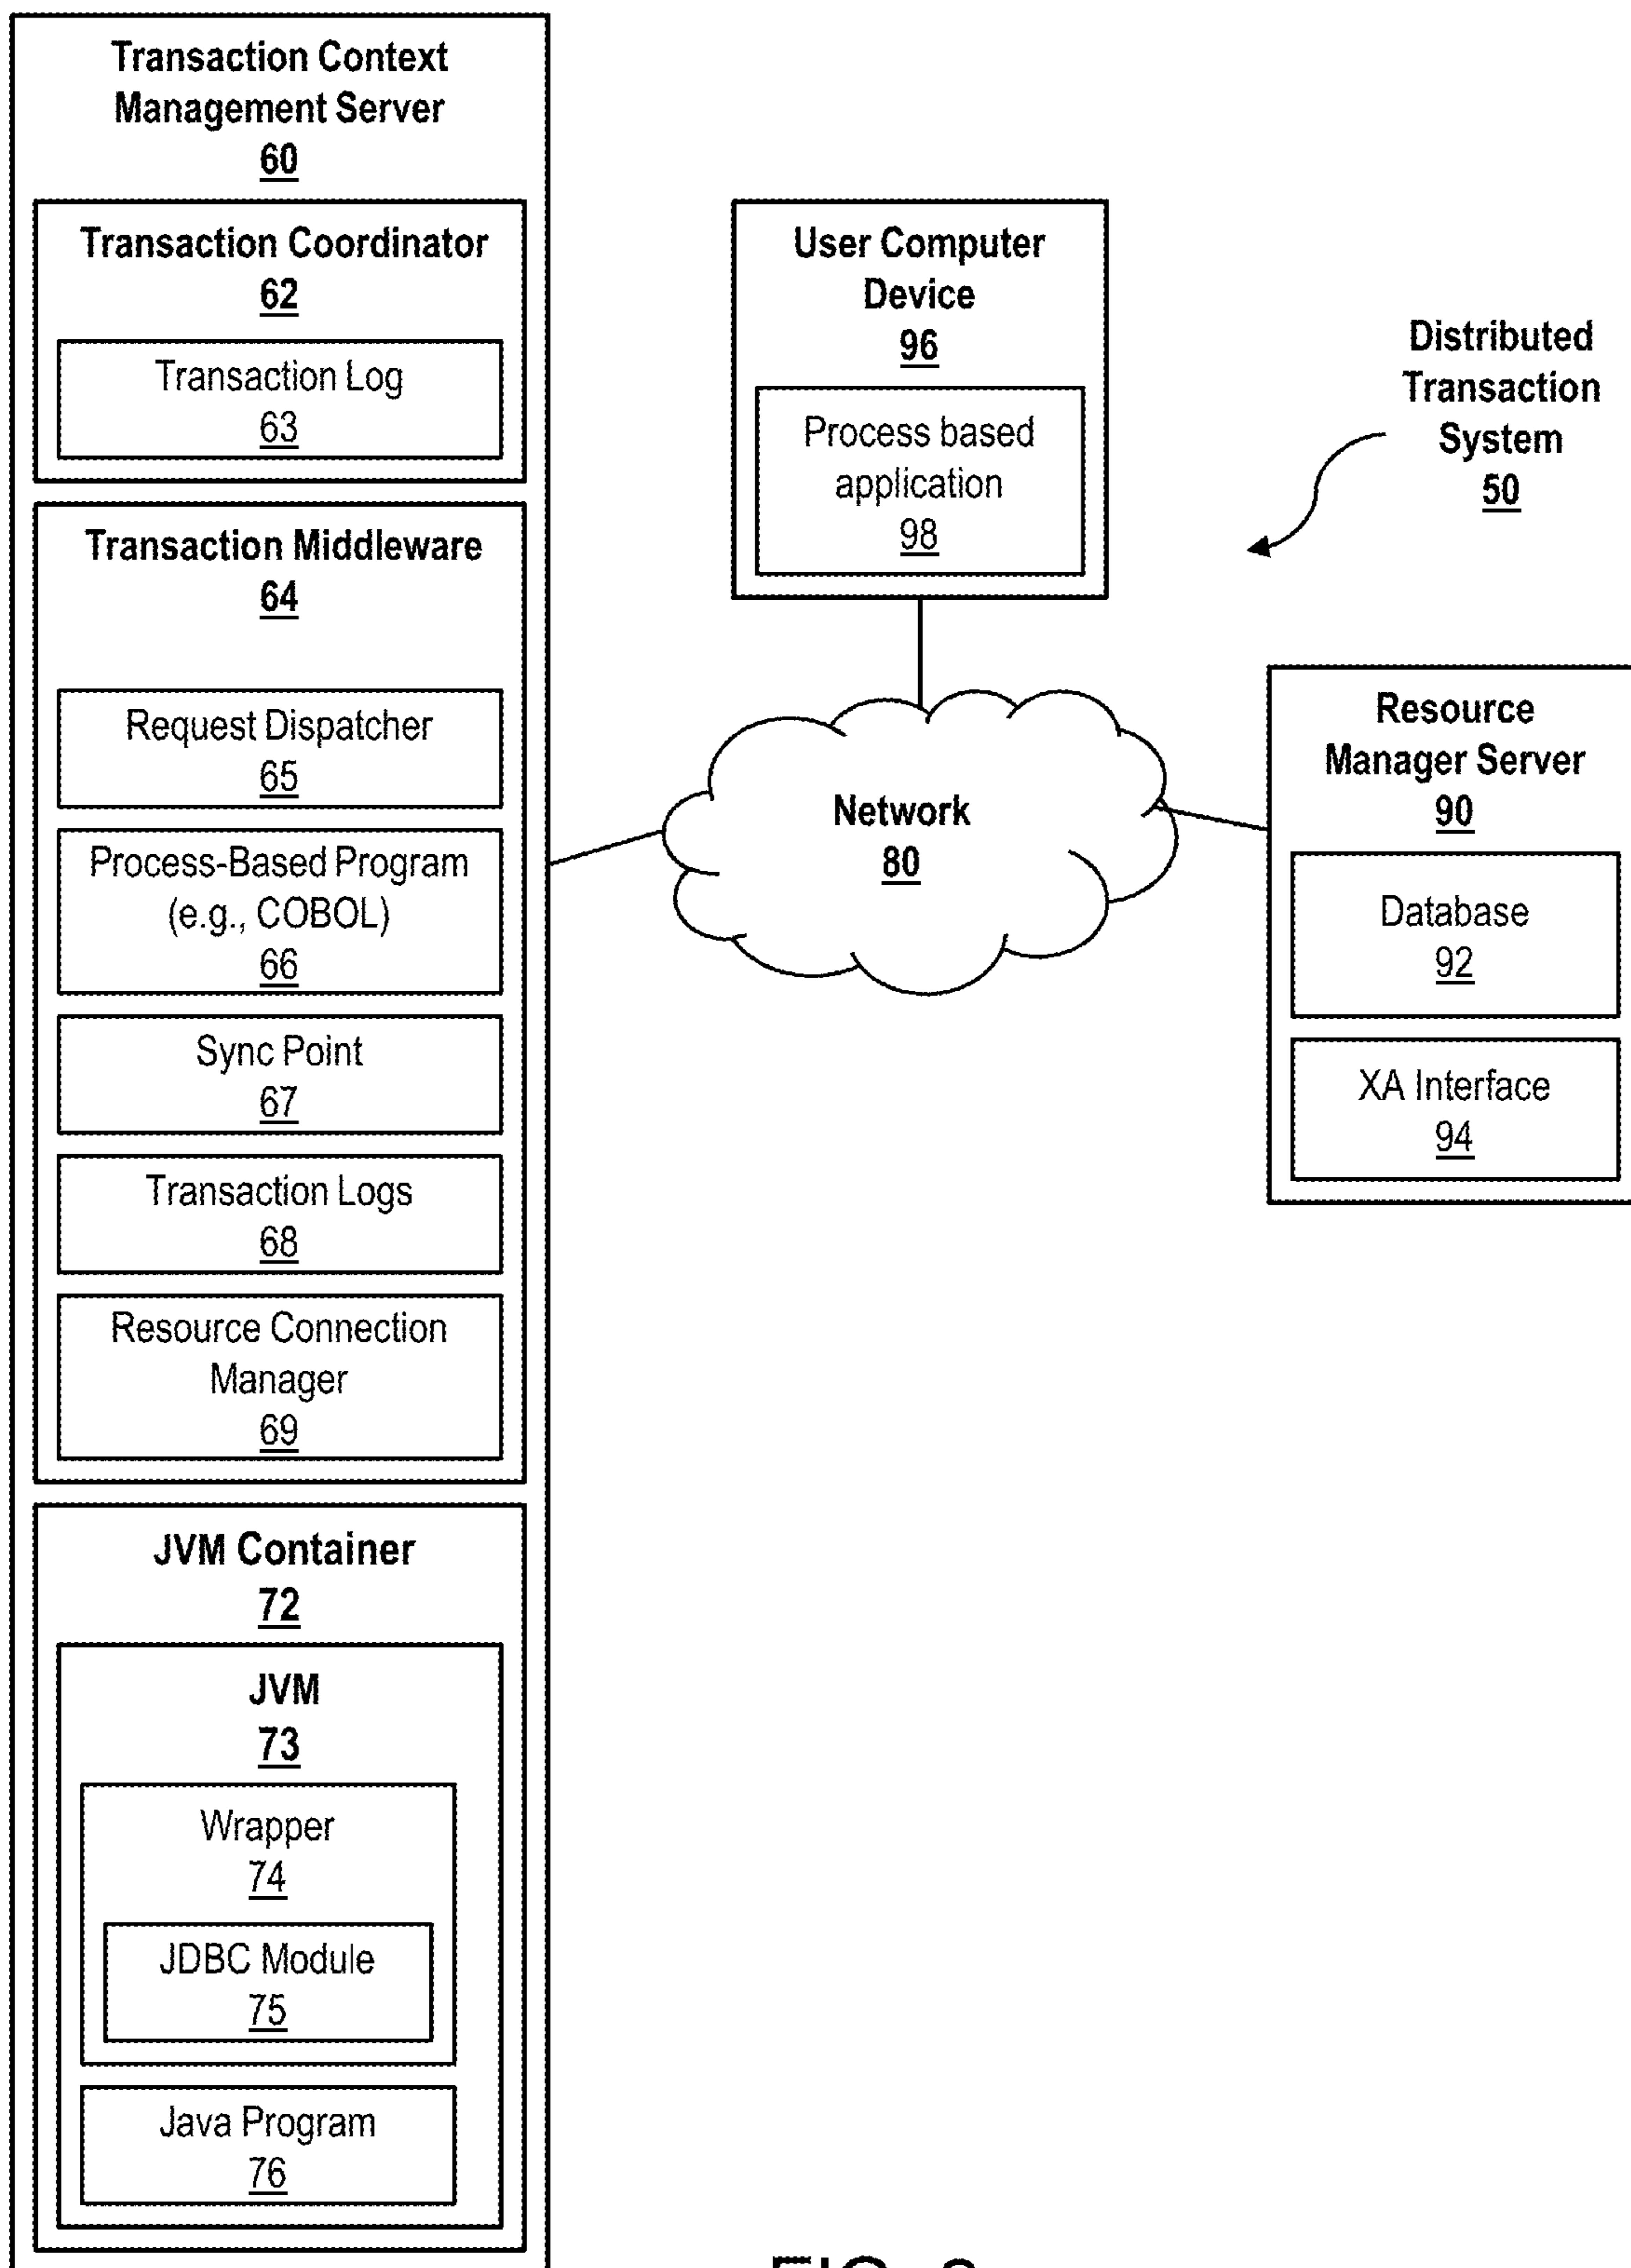 Transaction Context
Management Server
60
Transaction Coordinator
62
Transaction Log
63
Transaction Middleware
64
Request Dispatcher
65
Process-Based Program
(e.g., COBOL)
66
Sync Point
67
Transaction Logs
68
Resource Connection
Manager
69
JVM Container
72
JVM
73
Wrapper
74
JDBC Module
75
Java Program
76
User Computer
Device
96
Process based
application
98
Network
80
Distributed
Transaction
System
50
Resource
Manager Server
90
Database
92
XA Interface
94
FIG.